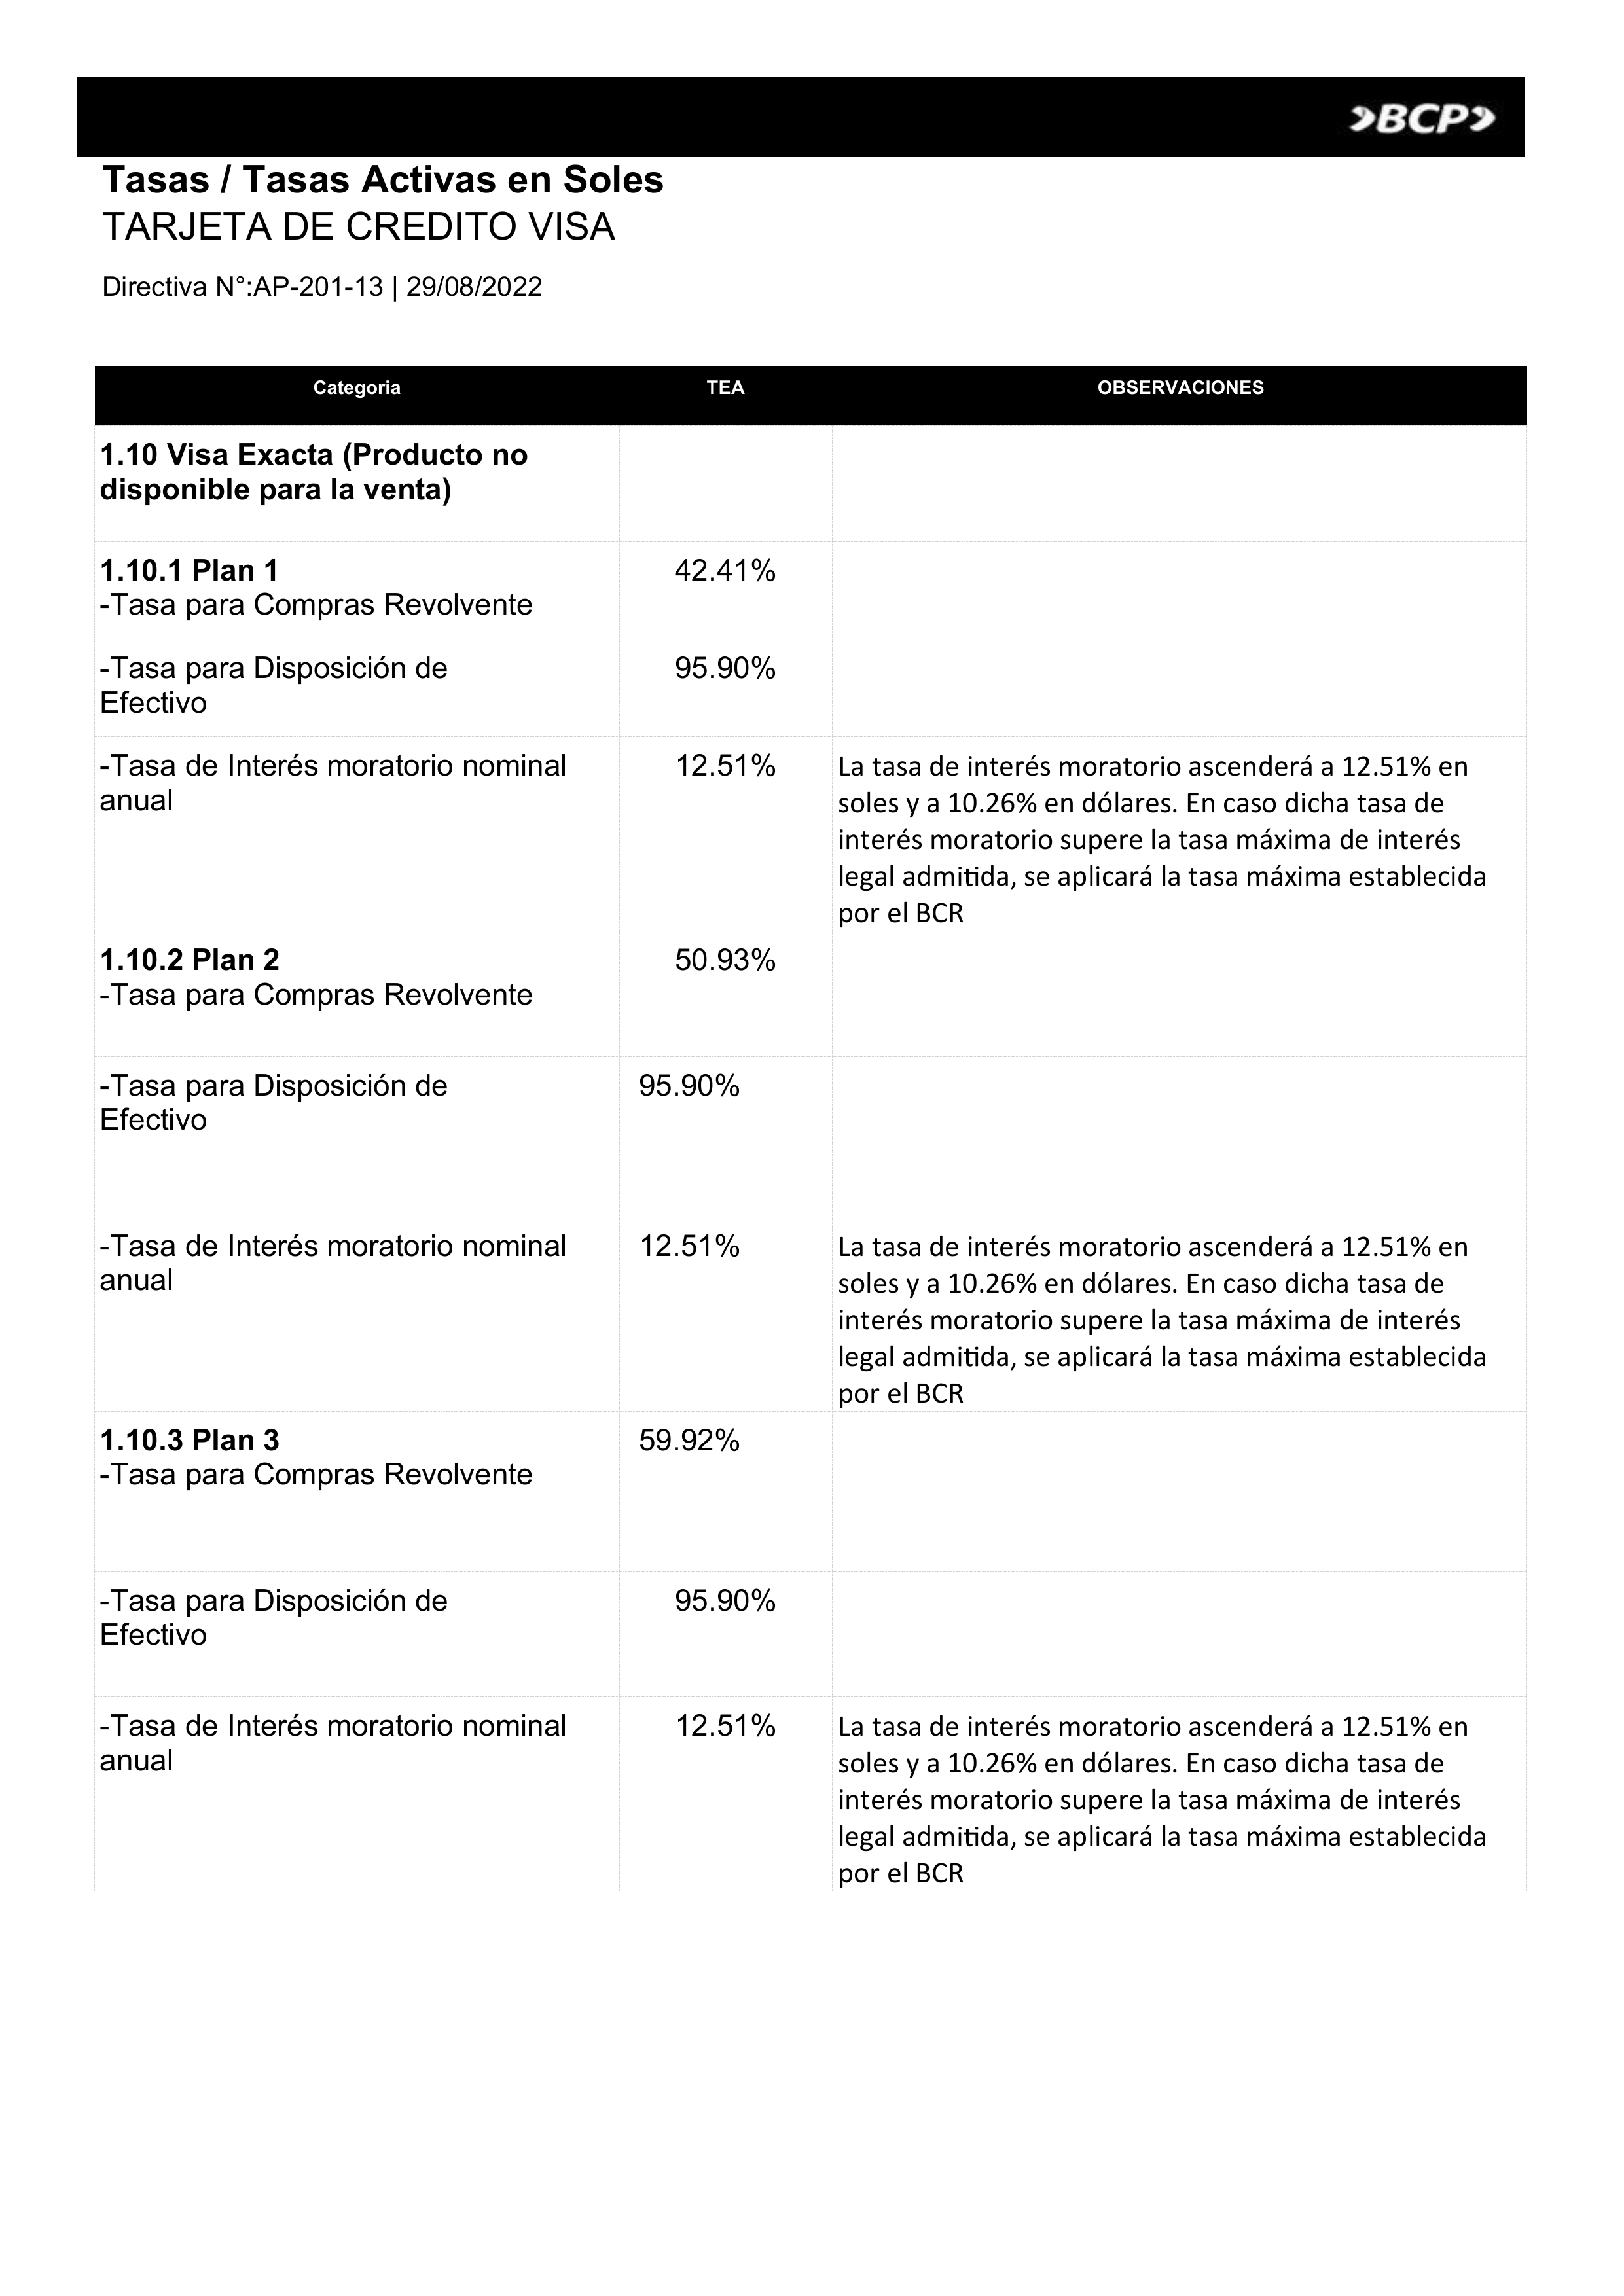 BCP
Tasas / Tasas Activas en Soles
TARJETA DE CREDITO VISA
Directiva N°:AP-201-13 | 29/08/2022
Categoria TEA OBSERVACIONES
1.10 Visa Exacta (Producto no
disponible para la venta)
1.10.1 Plan 1 42.41%
-Tasa para Compras Revolvente
-Tasa para Disposición de 95.90%
Efectivo
-Tasa de Interés moratorio nominal 12.51%
anual
La tasa de interés moratorio ascenderá a 12.51% en
soles y a 10.26% en dólares. En caso dicha tasa de
interés moratorio supere la tasa máxima de interés
legal admitida, se aplicará la tasa máxima establecida
por el BCR
1.10.2 Plan 2 50.93%
-Tasa para Compras Revolvente
-Tasa para Disposición de 95.90%
Efectivo
-Tasa de Interés moratorio nominal 12.51%
anual
La tasa de interés moratorio ascenderá a 12.51% en
soles y a 10.26% en dólares. En caso dicha tasa de
interés moratorio supere la tasa máxima de interés
legal admitida, se aplicará la tasa máxima establecida
por el BCR
1.10.3 Plan 3 59.92%
-Tasa para Compras Revolvente
-Tasa para Disposición de 95.90%
Efectivo
-Tasa de Interés moratorio nominal 12.51%
anual
La tasa de interés moratorio ascenderá a 12.51% en
soles y a 10.26% en dólares. En caso dicha tasa de
interés moratorio supere la tasa máxima de interés
legal admitida, se aplicará la tasa máxima establecida
por el BCR